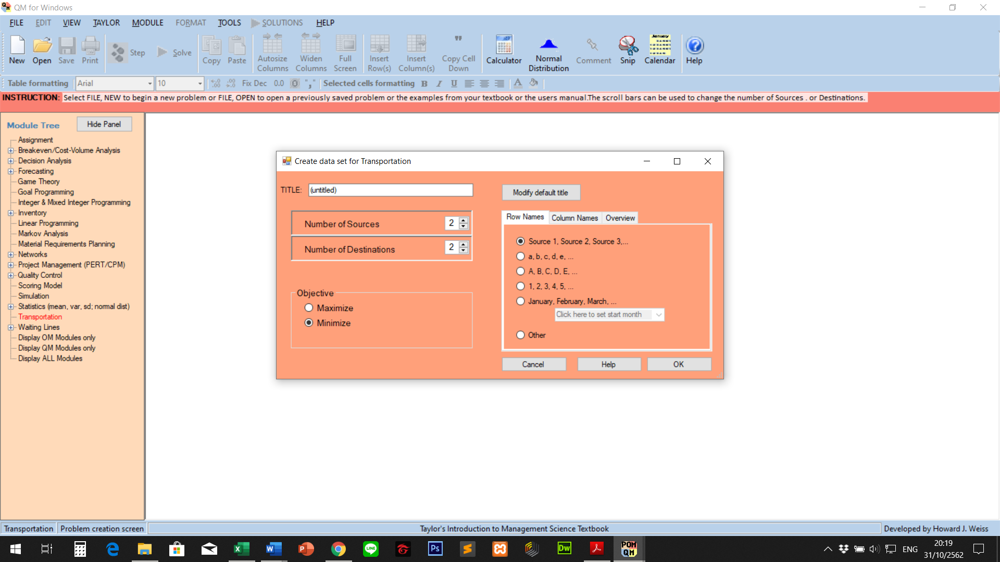 QM for Windows
FILE EDIT VIEW TAYLOR MODULE FORMAT TOOLS SOLUTIONS HELP
New Open Save Print Step Solve Copy Paste Autosize Columns Widen Columns Full Screen Insert Row(s) Insert Column(s) Copy Cell Down Calculator Normal Distribution Comment Snip Calendar Help
Table formatting Arial 10 Fix Dec 0.0 Selected cells formatting B I U A
INSTRUCTION: Select FILE, NEW to begin a new problem or FILE, OPEN to open a previously saved problem or the examples from your textbook or the users manual.The scroll bars can be used to change the number of Sources . or Destinations.
Module Tree Hide Panel
Assignment
Breakeven/Cost-Volume Analysis
Decision Analysis
Forecasting
Game Theory
Goal Programming
Integer & Mixed Integer Programming
Inventory
Linear Programming
Markov Analysis
Material Requirements Planning
Networks
Project Management (PERT/CPM)
Quality Control
Scoring Model
Simulation
Statistics (mean, var, sd; normal dist)
Transportation
Waiting Lines
Display OM Modules only
Display QM Modules only
Display ALL Modules
Create data set for Transportation
TITLE: (untitled)
Modify default title
Number of Sources 2
Number of Destinations 2
Objective
Maximize
Minimize
Row Names Column Names Overview
Source 1, Source 2, Source 3,...
a, b, c, d, e, ...
A, B, C, D, E, ...
1, 2, 3, 4, 5, ...
January, February, March, ...
Click here to set start month
Other
Cancel Help OK
Transportation Problem creation screen Taylor's Introduction to Management Science Textbook Developed by Howard J. Weiss
LINE Ps Dw POM QM ENG
20:19
31/10/2562